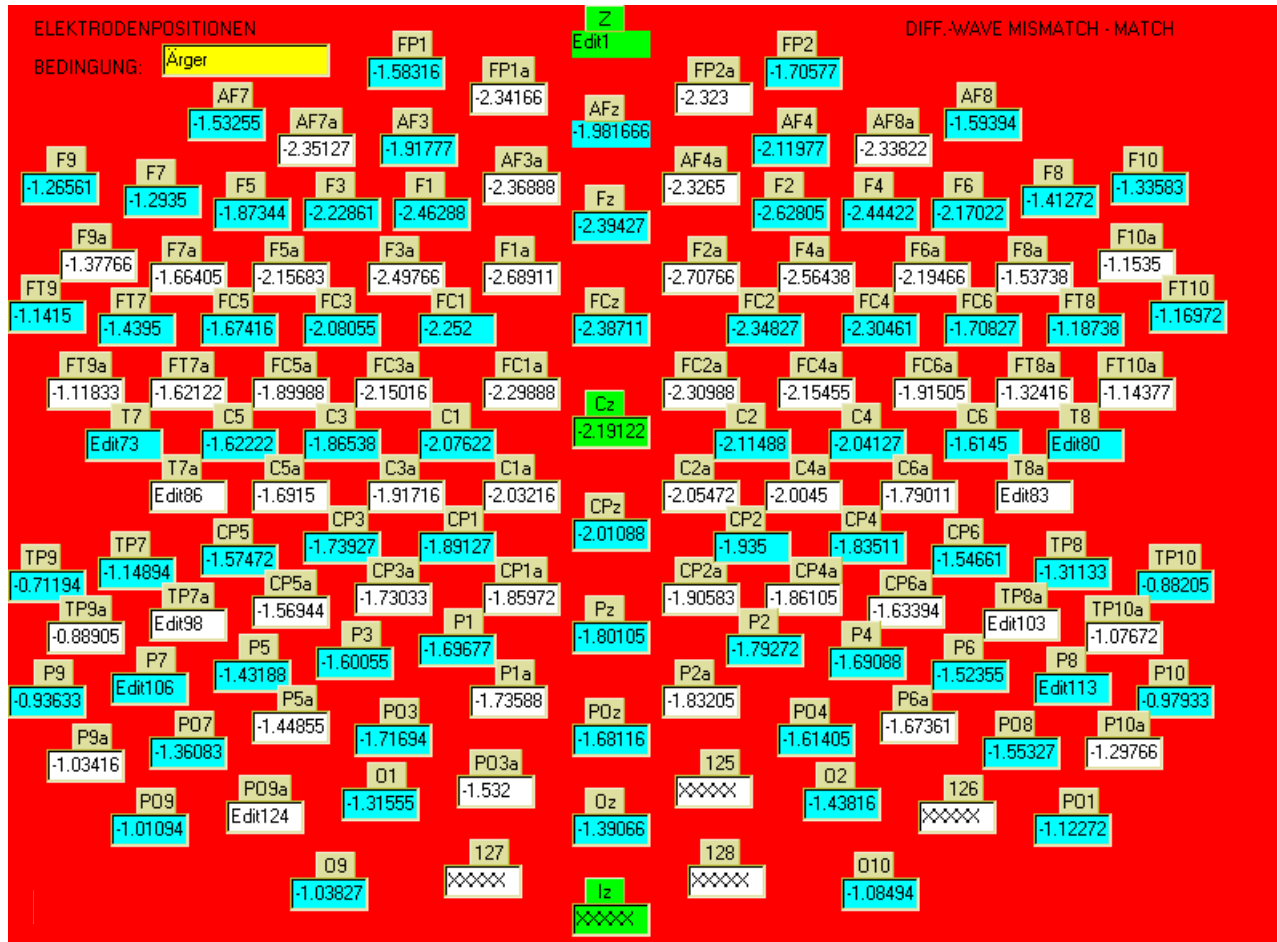 ELEKTRODENPOSITIONEN
Z
DIFF.-WAVE MISMATCH - MATCH
BEDINGUNG: Ärger
Edit1
FP1 FP2
-1.58316 -1.70577
FP1a FP2a
-2.34166 -2.323
AF7 AF8
-1.53255 -1.59394
AF7a AF3 AFz AF4 AF8a
-2.35127 -1.91777 -1.981666 -2.11977 -2.33822
F9 AF3a AF4a F10
-1.26561 -2.36888 -2.3265 -1.33583
F7 F8
-1.2935 -1.41272
F5 F3 F1 Fz F2 F4 F6
-1.87344 -2.22861 -2.46288 -2.39427 -2.62805 -2.44422 -2.17022
F9a F10a
-1.37766 -1.1535
F7a F5a F3a F1a F2a F4a F6a F8a
-1.66405 -2.15683 -2.49766 -2.68911 -2.70766 -2.56438 -2.19466 -1.53738
FT9 FT10
-1.1415 -1.16972
FT7 FC5 FC3 FC1 FCz FC2 FC4 FC6 FT8
-1.4395 -1.67416 -2.08055 -2.252 -2.38711 -2.34827 -2.30461 -1.70827 -1.18738
FT9a FT7a FC5a FC3a FC1a FC2a FC4a FC6a FT8a FT10a
-1.11833 -1.62122 -1.89988 -2.15016 -2.29888 -2.30988 -2.15455 -1.91505 -1.32416 -1.14377
T7 C5 C3 C1 Cz C2 C4 C6 T8
Edit73 -1.62222 -1.86538 -2.07622 -2.19122 -2.11488 -2.04127 -1.6145 Edit80
T7a C5a C3a C1a C2a C4a C6a T8a
Edit86 -1.6915 -1.91716 -2.03216 -2.05472 -2.0045 -1.79011 Edit83
CP5 CP3 CP1 CPz CP2 CP4 CP6
-1.57472 -1.73927 -1.89127 -2.01088 -1.935 -1.83511 -1.54661
TP9 TP7 TP8 TP10
-0.71194 -1.14894 -1.31133 -0.88205
CP5a CP3a CP1a CP2a CP4a CP6a
-1.56944 -1.73033 -1.85972 -1.90583 -1.86105 -1.63394
TP9a TP7a TP8a TP10a
-0.88905 Edit98 Edit103 -1.07672
P5 P3 P1 Pz P2 P4 P6
-1.43188 -1.60055 -1.69677 -1.80105 -1.79272 -1.69088 -1.52355
P9 P7 P8 P10
-0.93633 Edit106 Edit113 -0.97933
P5a P1a P2a P6a
-1.44855 -1.73588 -1.83205 -1.67361
P9a PO7 PO3 POz PO4 PO8 P10a
-1.03416 -1.36083 -1.71694 -1.68116 -1.61405 -1.55327 -1.29766
O1 PO3a 125 O2
-1.31555 -1.532 XXXXX -1.43816
PO9 PO9a Oz 126 PO1
-1.01094 Edit124 -1.39066 XXXXX -1.12272
O9 127 128 O10
-1.03827 XXXXX XXXXX -1.08494
Iz
XXXXX